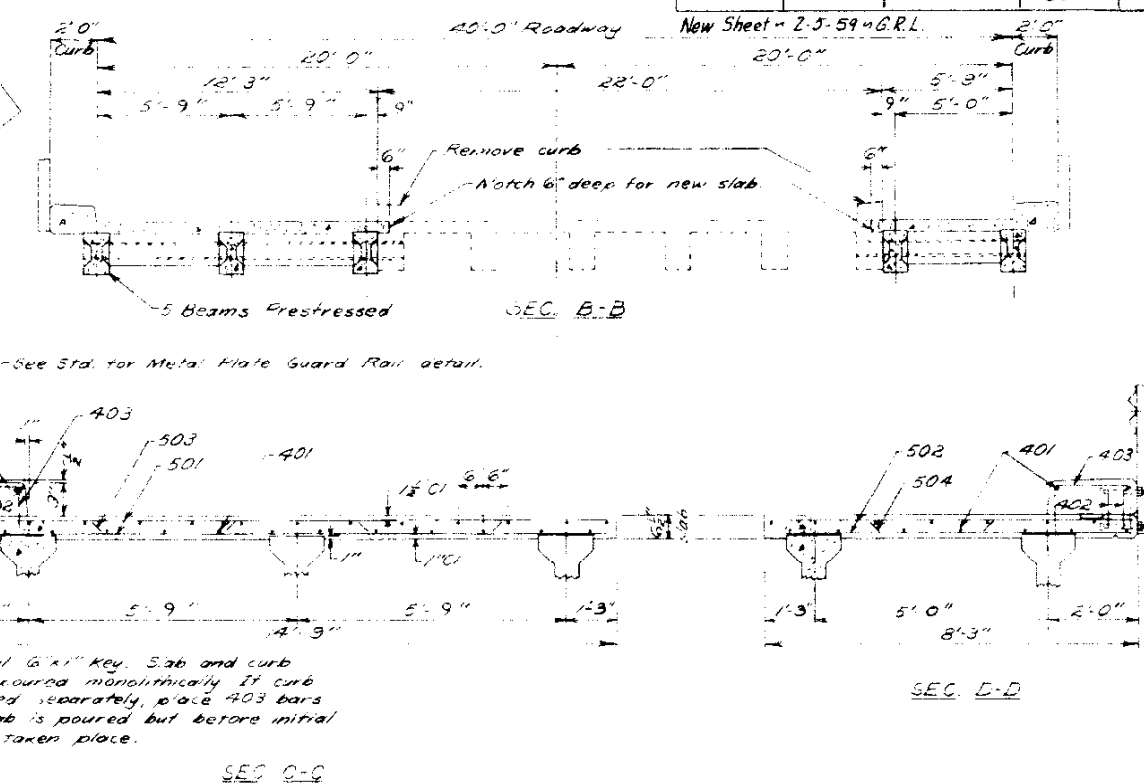 New Sheet ~ 2-5-59 ~ G.R.L.
2'0" 40'-0" Roadway 2'0"
Curb Curb
20'-0" 20'-0"
12'-3" 22'-0" 5'-9"
5'-9" 5'-9" 9" 9" 5'-0"
6" Remove curb 6"
Notch 6" deep for new slab.
5 Beams Prestressed
SEC. B-B
See Std. for Metal Plate Guard Rail detail.
403
503
501 401
1½" Cl 6" 6"
3"
1" 1" Cl
6½" Slab
502 401 403
504
402
5'-9" 5'-9" 1'-3"
14'-9"
1'-3" 5'-0" 2'-0"
8'-3"
6"x1" Key. Slab and curb
poured monolithically If curb
separately, place 403 bars
is poured but before initial
taken place.
SEC. C-C
SEC. D-D